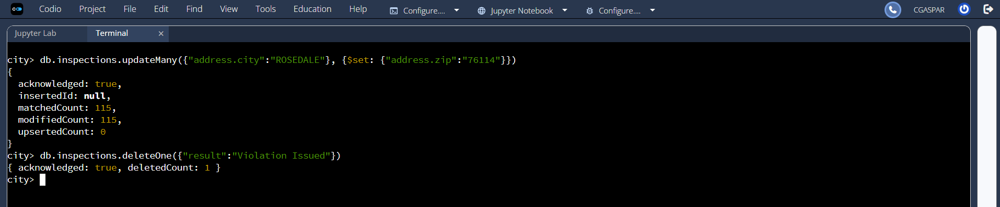 Codio Project File Edit Find View Tools Education Help Configure.... Jupyter Notebook Configure.... CGASPAR
Jupyter Lab Terminal ×
city> db.inspections.updateMany({"address.city":"ROSEDALE"}, {$set: {"address.zip":"76114"}})
{
  acknowledged: true,
  insertedId: null,
  matchedCount: 115,
  modifiedCount: 115,
  upsertedCount: 0
}
city> db.inspections.deleteOne({"result":"Violation Issued"})
{ acknowledged: true, deletedCount: 1 }
city>